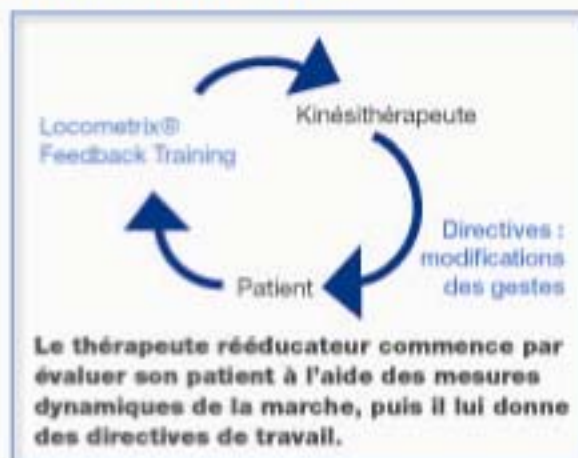 Locometrix®
Feedback Training
Kinésithérapeute
Directives :
modifications
des gestes
Patient
Le thérapeute rééducateur commence par
évaluer son patient à l'aide des mesures
dynamiques de la marche, puis il lui donne
des directives de travail.